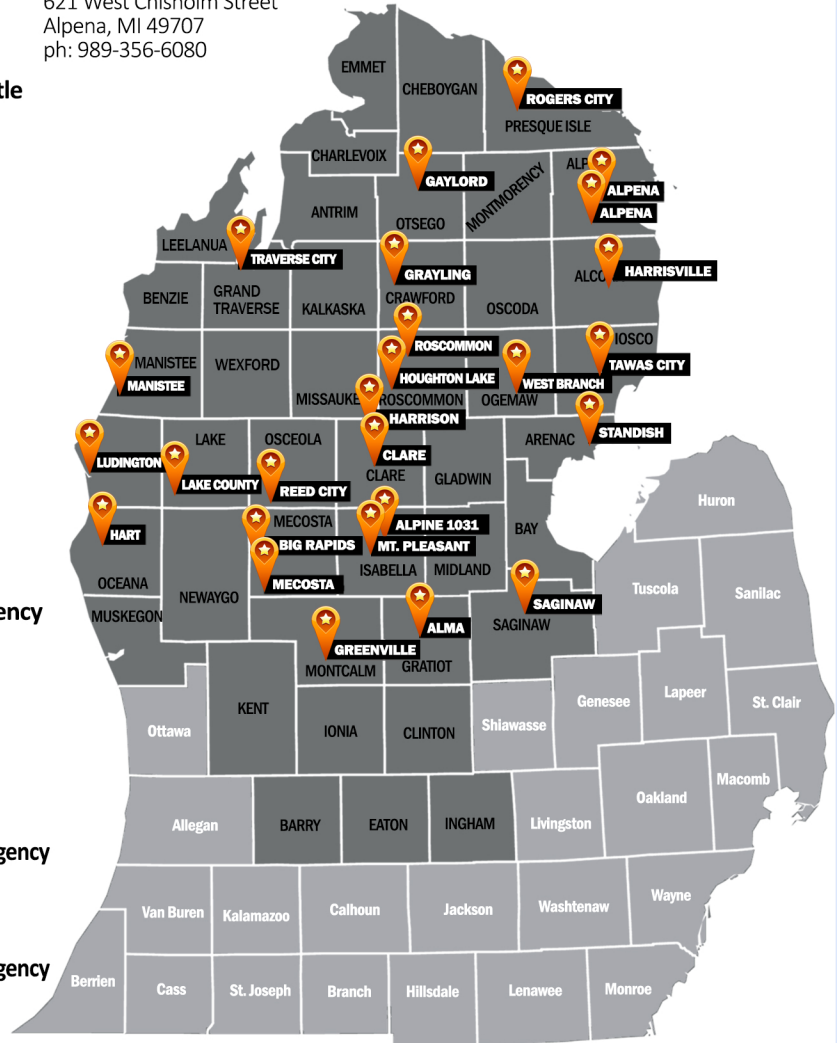 621 West Chisholm Street
Alpena, MI 49707
ph: 989-356-6080
EMMET
tle
CHEBOYGAN
ROGERS CITY
PRESQUE ISLE
CHARLEVOIX
GAYLORD
MONTMORENCY
ALP
ALPENA
ALPENA
ANTRIM
OTSEGO
LEELANUA
TRAVERSE CITY
GRAYLING
ALCO
HARRISVILLE
BENZIE
GRAND
TRAVERSE
KALKASKA
CRAWFORD
OSCODA
ROSCOMMON
IOSCO
MANISTEE
MANISTEE
WEXFORD
HOUGHTON LAKE
WEST BRANCH
TAWAS CITY
MISSAUKE
ROSCOMMON
OGEMAW
HARRISON
STANDISH
LAKE
OSCEOLA
CLARE
ARENAC
LUDINGTON
LAKE COUNTY
REED CITY
CLARE
GLADWIN
Huron
HART
MECOSTA
ALPINE 1031
BAY
BIG RAPIDS
MT. PLEASANT
ISABELLA
MIDLAND
OCEANA
MECOSTA
NEWAYGO
Tuscola
Sanilac
ency
MUSKEGON
SAGINAW
SAGINAW
ALMA
GREENVILLE
MONTCALM
GRATIOT
KENT
Ottawa
IONIA
CLINTON
Shiawasse
Genesee
Lapeer
St. Clair
Macomb
Oakland
Allegan
BARRY
EATON
INGHAM
Livingston
gency
Van Buren
Kalamazoo
Calhoun
Jackson
Washtenaw
Wayne
gency
Berrien
Cass
St. Joseph
Branch
Hillsdale
Lenawee
Monroe